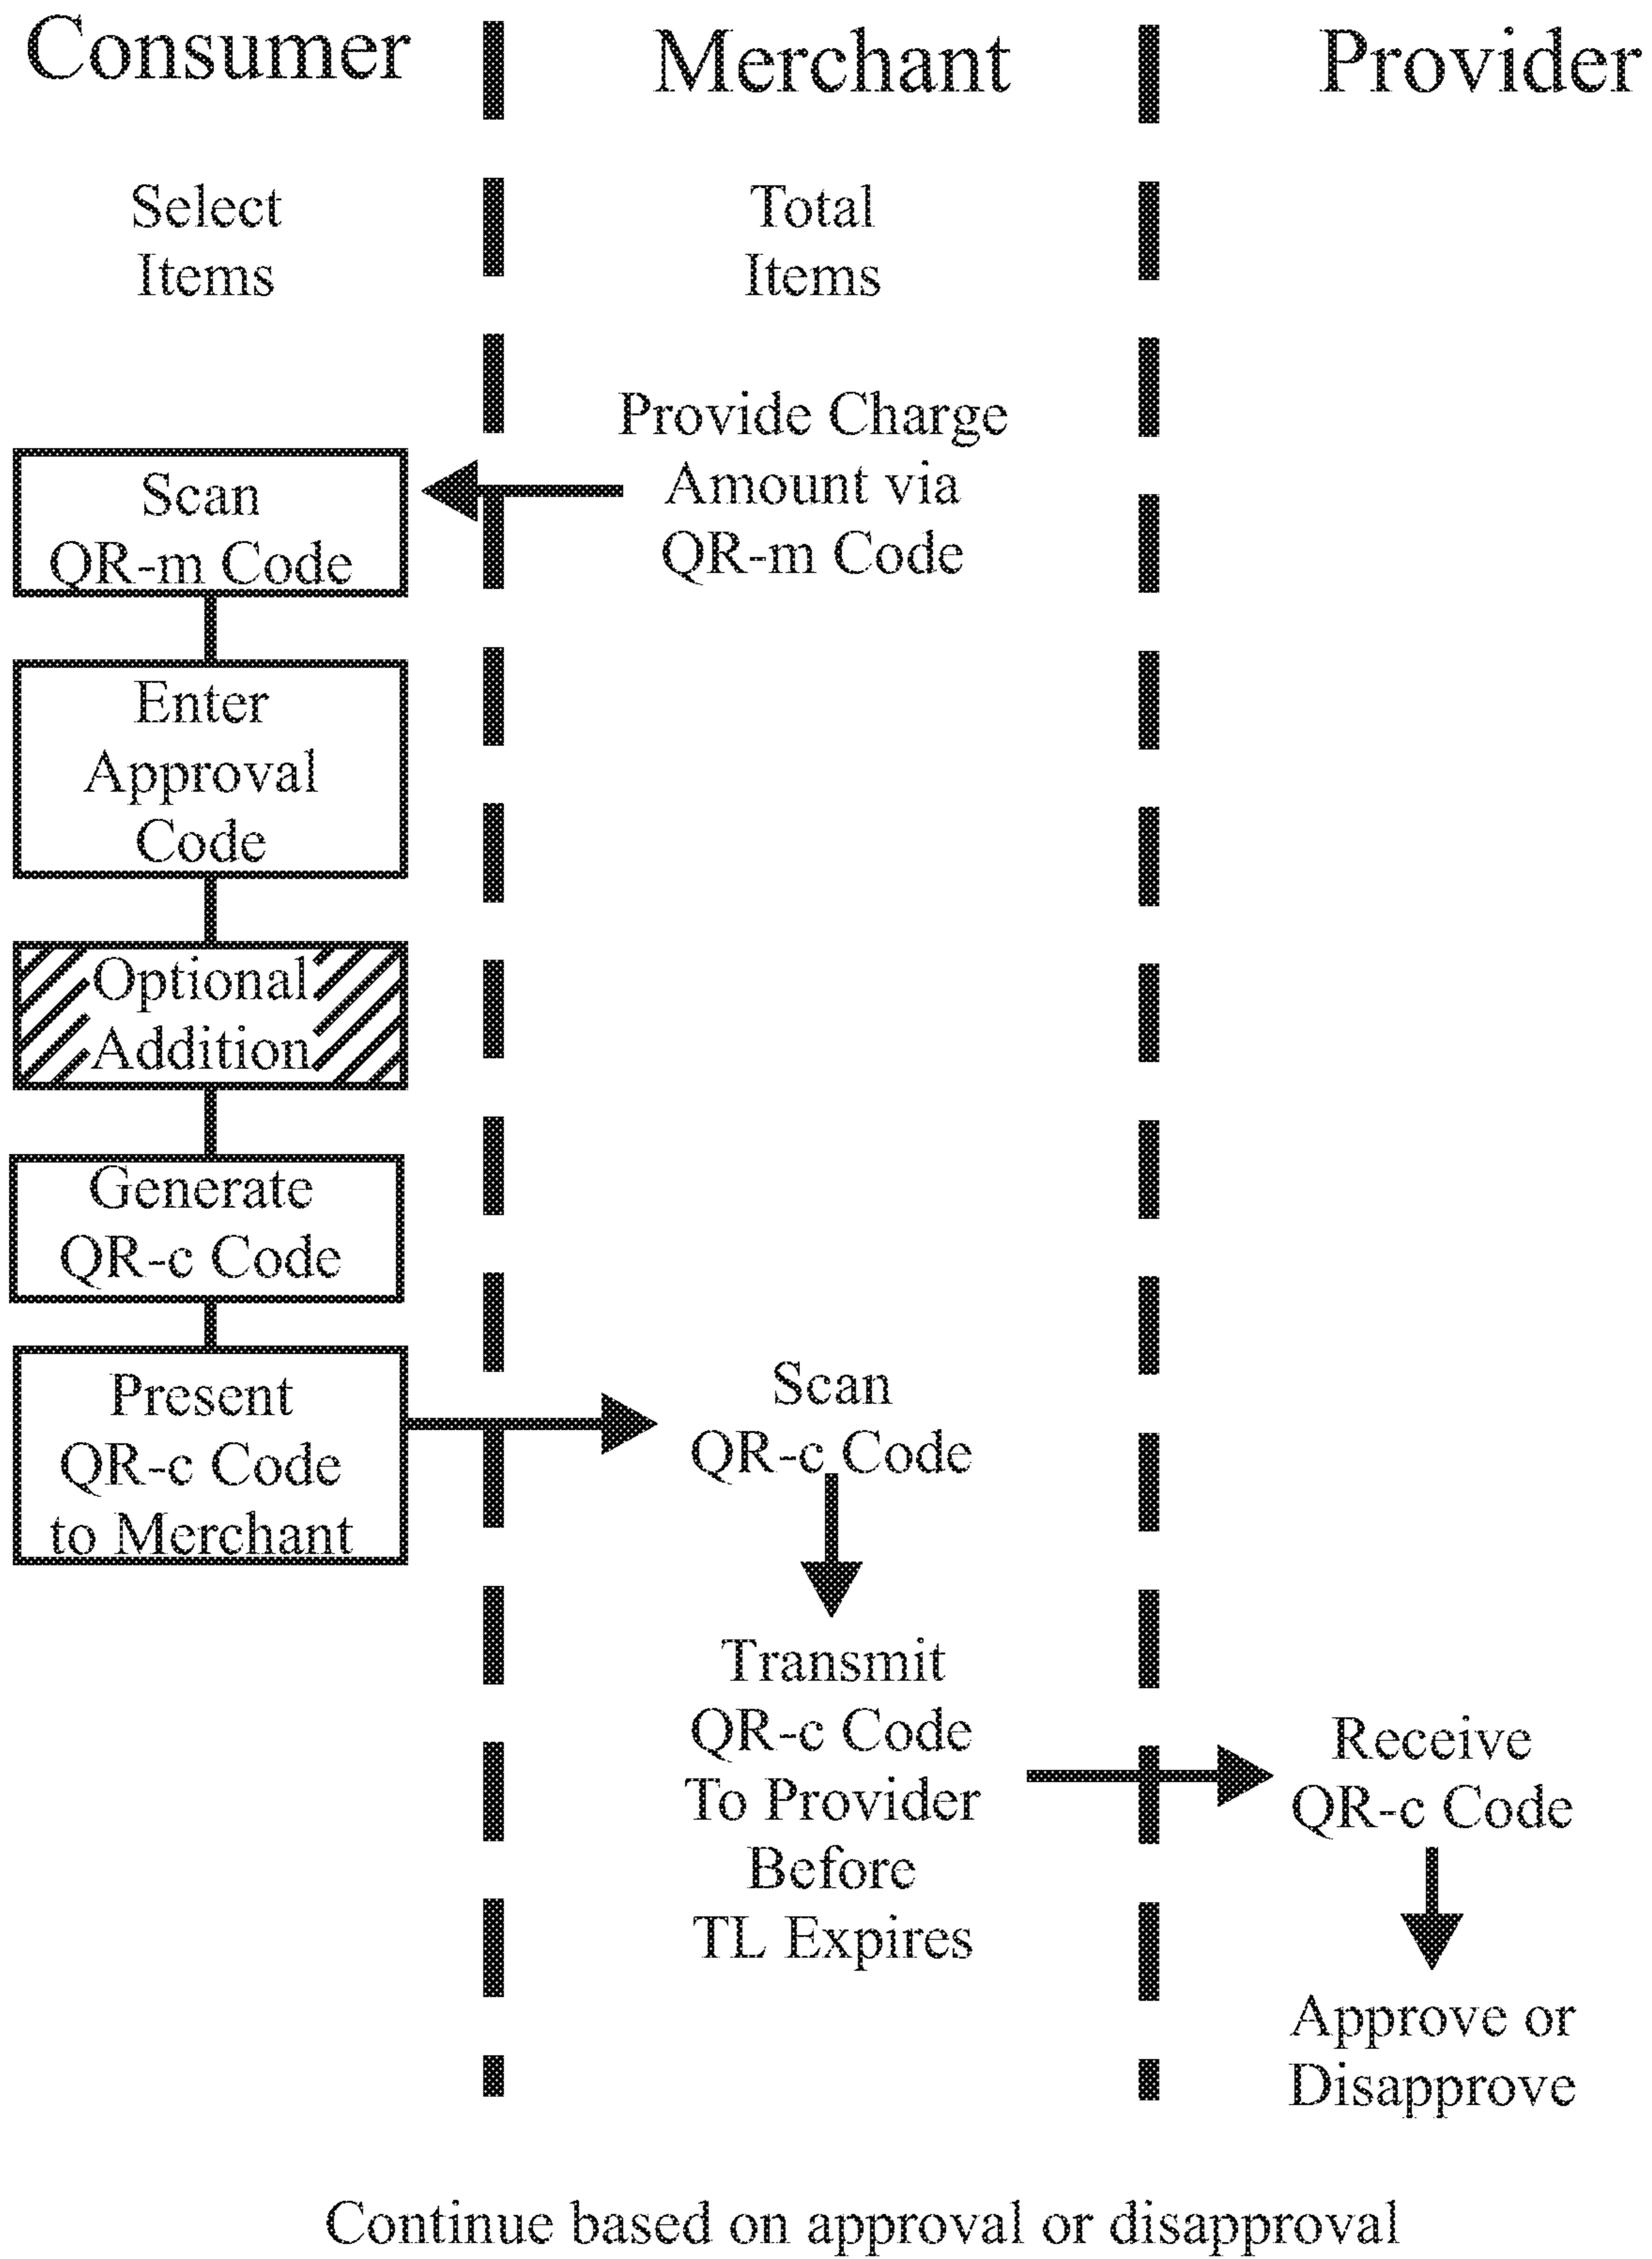 Consumer
Merchant
Provider
Select
Items
Total
Items
Provide Charge
Amount via
QR-m Code
Scan
QR-m Code
Enter
Approval
Code
Optional
Addition
Generate
QR-c Code
Present
QR-c Code
to Merchant
Scan
QR-c Code
Transmit
QR-c Code
To Provider
Before
TL Expires
Receive
QR-c Code
Approve or
Disapprove
Continue based on approval or disapproval